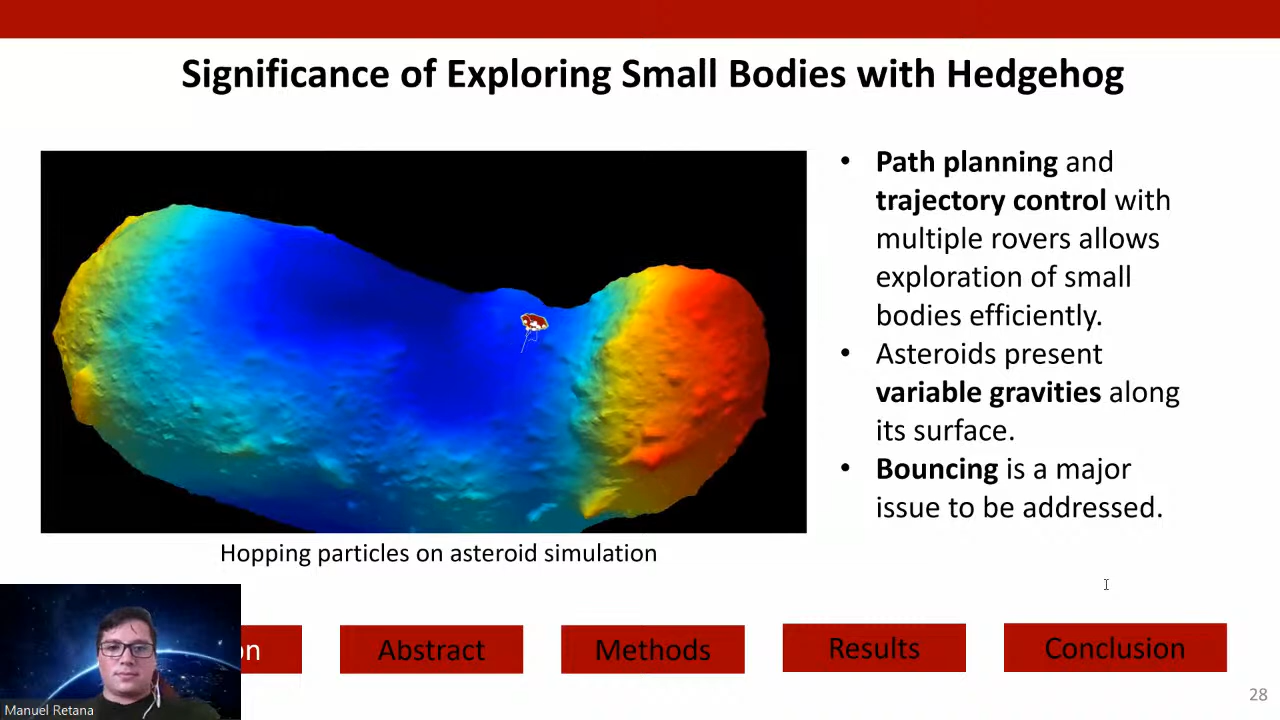 Significance of Exploring Small Bodies with Hedgehog
• Path planning and
trajectory control with
multiple rovers allows
exploration of small
bodies efficiently.
• Asteroids present
variable gravities along
its surface.
• Bouncing is a major
issue to be addressed.
Hopping particles on asteroid simulation
on
Abstract
Methods
Results
Conclusion
Manuel Retana
28